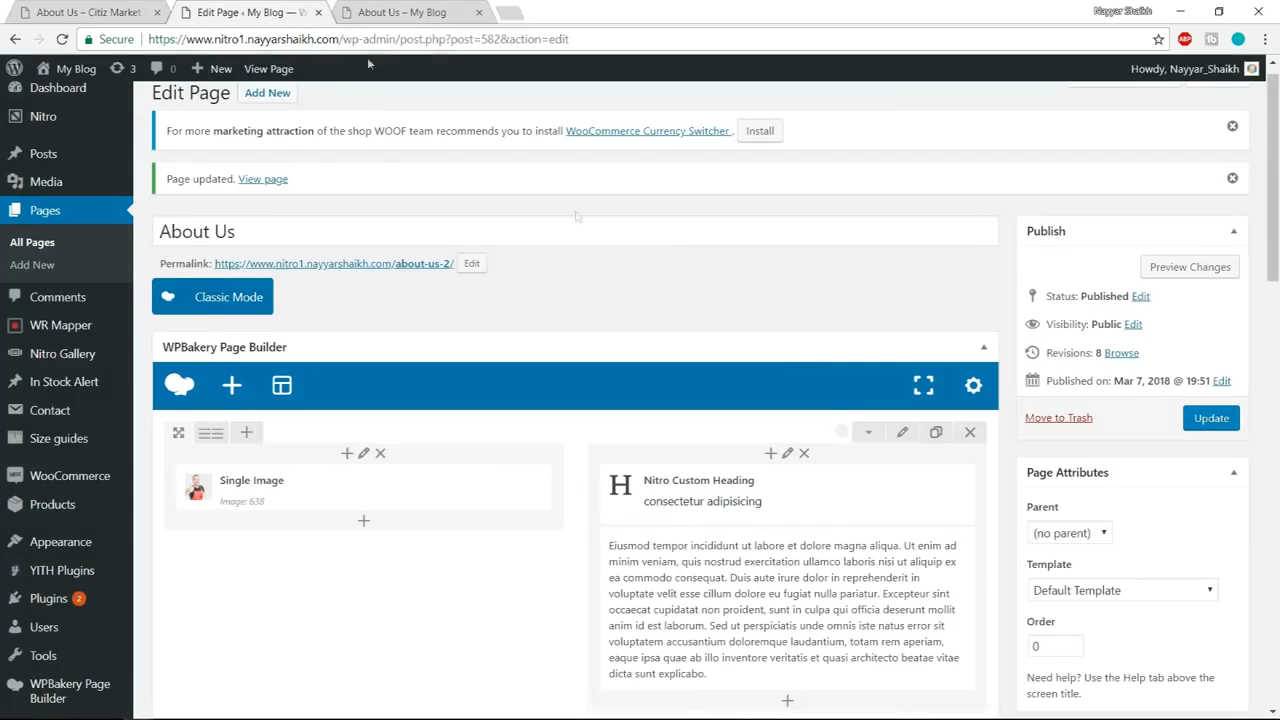 About Us – Citiz Market
Edit Page ‹ My Blog — W
About Us – My Blog
Nayyar Shaikh
Secure
https://www.nitro1.nayyarshaikh.com/wp-admin/post.php?post=582&action=edit
My Blog
3
0
New
View Page
Howdy, Nayyar_Shaikh
Dashboard
Nitro
Posts
Media
Pages
All Pages
Add New
Comments
WR Mapper
Nitro Gallery
In Stock Alert
Contact
Size guides
WooCommerce
Products
Appearance
YITH Plugins
Plugins 2
Users
Tools
WPBakery Page
Builder
Edit Page
Add New
For more marketing attraction of the shop WOOF team recommends you to install WooCommerce Currency Switcher .
Install
Page updated. View page
About Us
Permalink: https://www.nitro1.nayyarshaikh.com/about-us-2/
Edit
Classic Mode
WPBakery Page Builder
Single Image
Image: 638
H
Nitro Custom Heading
consectetur adipisicing
Eiusmod tempor incididunt ut labore et dolore magna aliqua. Ut enim ad
minim veniam, quis nostrud exercitation ullamco laboris nisi ut aliquip ex
ea commodo consequat. Duis aute irure dolor in reprehenderit in
voluptate velit esse cillum dolore eu fugiat nulla pariatur. Excepteur sint
occaecat cupidatat non proident, sunt in culpa qui officia deserunt mollit
anim id est laborum. Sed ut perspiciatis unde omnis iste natus error sit
voluptatem accusantium doloremque laudantium, totam rem aperiam,
eaque ipsa quae ab illo inventore veritatis et quasi architecto beatae vitae
dicta sunt explicabo.
Publish
Preview Changes
Status: Published Edit
Visibility: Public Edit
Revisions: 8 Browse
Published on: Mar 7, 2018 @ 19:51 Edit
Move to Trash
Update
Page Attributes
Parent
(no parent)
Template
Default Template
Order
0
Need help? Use the Help tab above the
screen title.